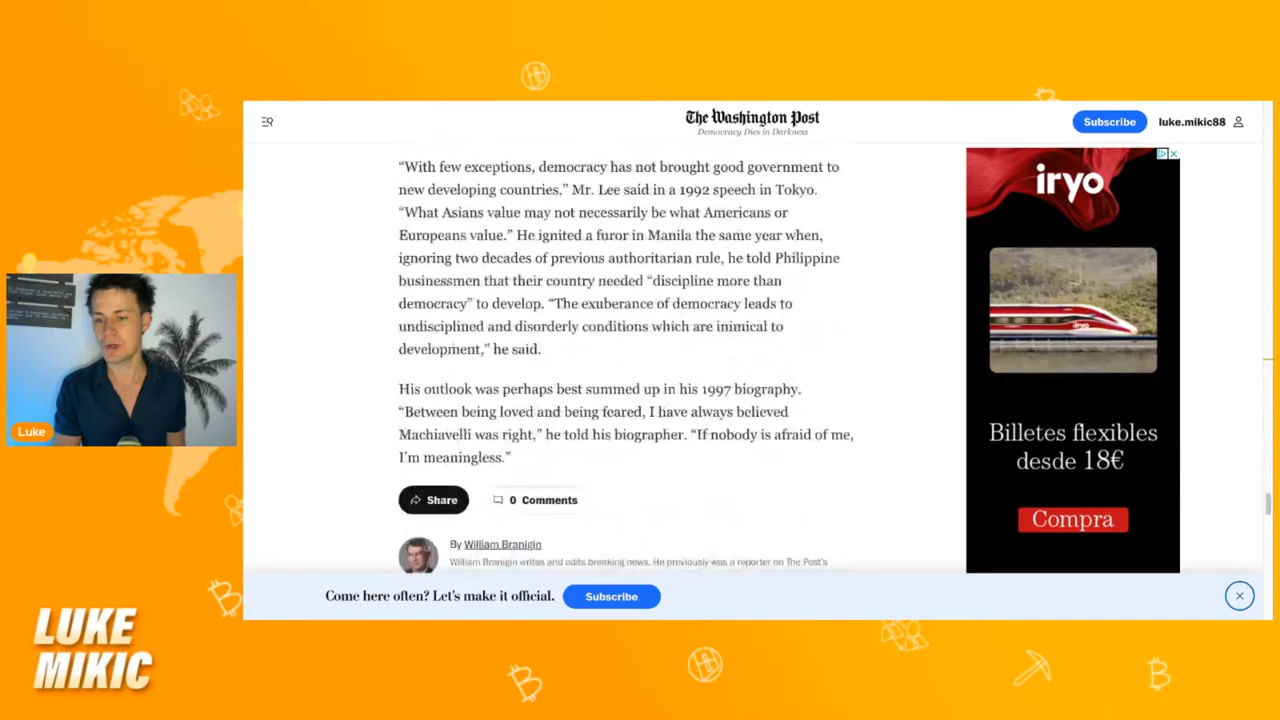 The Washington Post
Democracy Dies in Darkness
Subscribe
luke.mikic88
“With few exceptions, democracy has not brought good government to
new developing countries,” Mr. Lee said in a 1992 speech in Tokyo.
“What Asians value may not necessarily be what Americans or
Europeans value.” He ignited a furor in Manila the same year when,
ignoring two decades of previous authoritarian rule, he told Philippine
businessmen that their country needed “discipline more than
democracy” to develop. “The exuberance of democracy leads to
undisciplined and disorderly conditions which are inimical to
development,” he said.
His outlook was perhaps best summed up in his 1997 biography.
“Between being loved and being feared, I have always believed
Machiavelli was right,” he told his biographer. “If nobody is afraid of me,
I’m meaningless.”
Share
0 Comments
By William Branigin
William Branigin writes and edits breaking news. He previously was a reporter on The Post’s
Come here often? Let’s make it official.
Subscribe
iryo
iryo
Billetes flexibles
desde 18€
Compra
Luke
LUKE
MIKIC